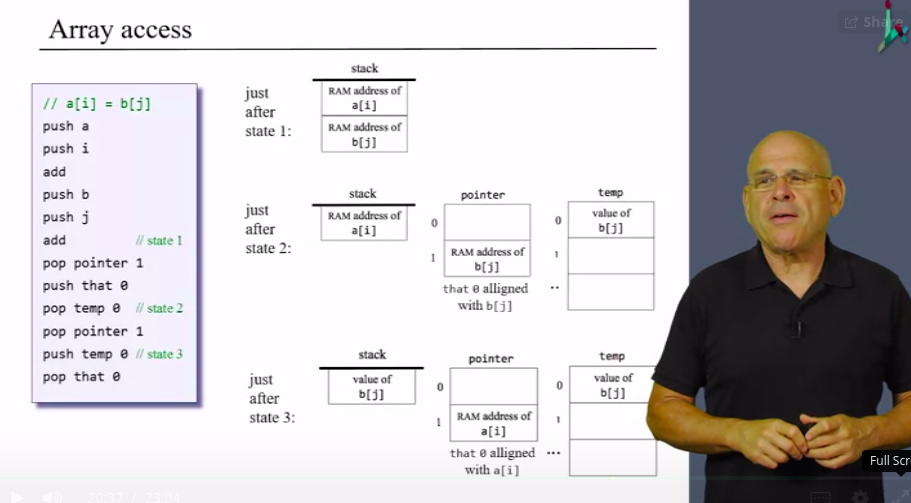 Array access
Share
// a[i] = b[j]
push a
push i
add
push b
push j
add // state 1
pop pointer 1
push that 0
pop temp 0 // state 2
pop pointer 1
push temp 0 // state 3
pop that 0
just
after
state 1:
stack
RAM address of
a[i]
RAM address of
b[j]
just
after
state 2:
stack
RAM address of
a[i]
pointer
0
1
RAM address of
b[j]
that 0 alligned
with b[j]
temp
0
value of
b[j]
1
..
just
after
state 3:
stack
value of
b[j]
pointer
0
1
RAM address of
a[i]
that 0 alligned
with a[i]
temp
0
value of
b[j]
1
...
Full Scr
20:37 / 23:04